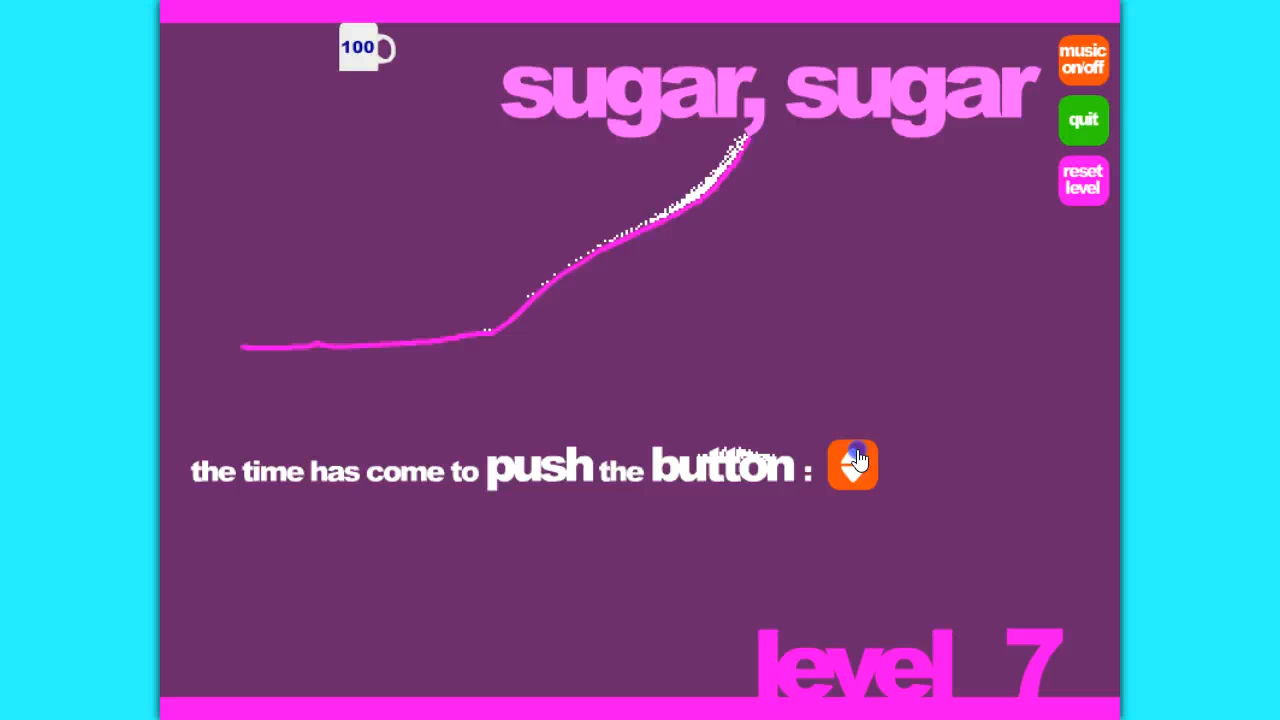 100
sugar, sugar
music
on/off
quit
reset
level
the time has come to push the button :
level 7